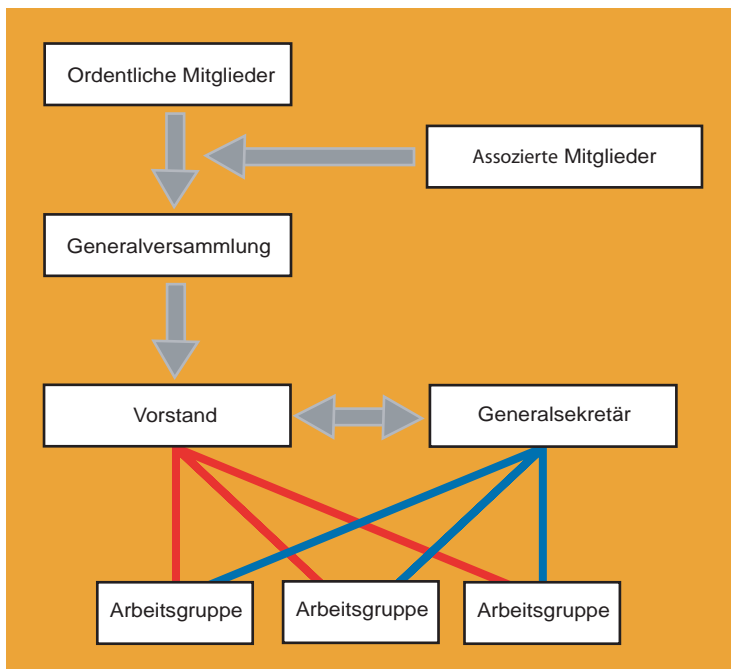 Ordentliche Mitglieder
Assozierte Mitglieder
Generalversammlung
Vorstand
Generalsekretär
Arbeitsgruppe
Arbeitsgruppe
Arbeitsgruppe